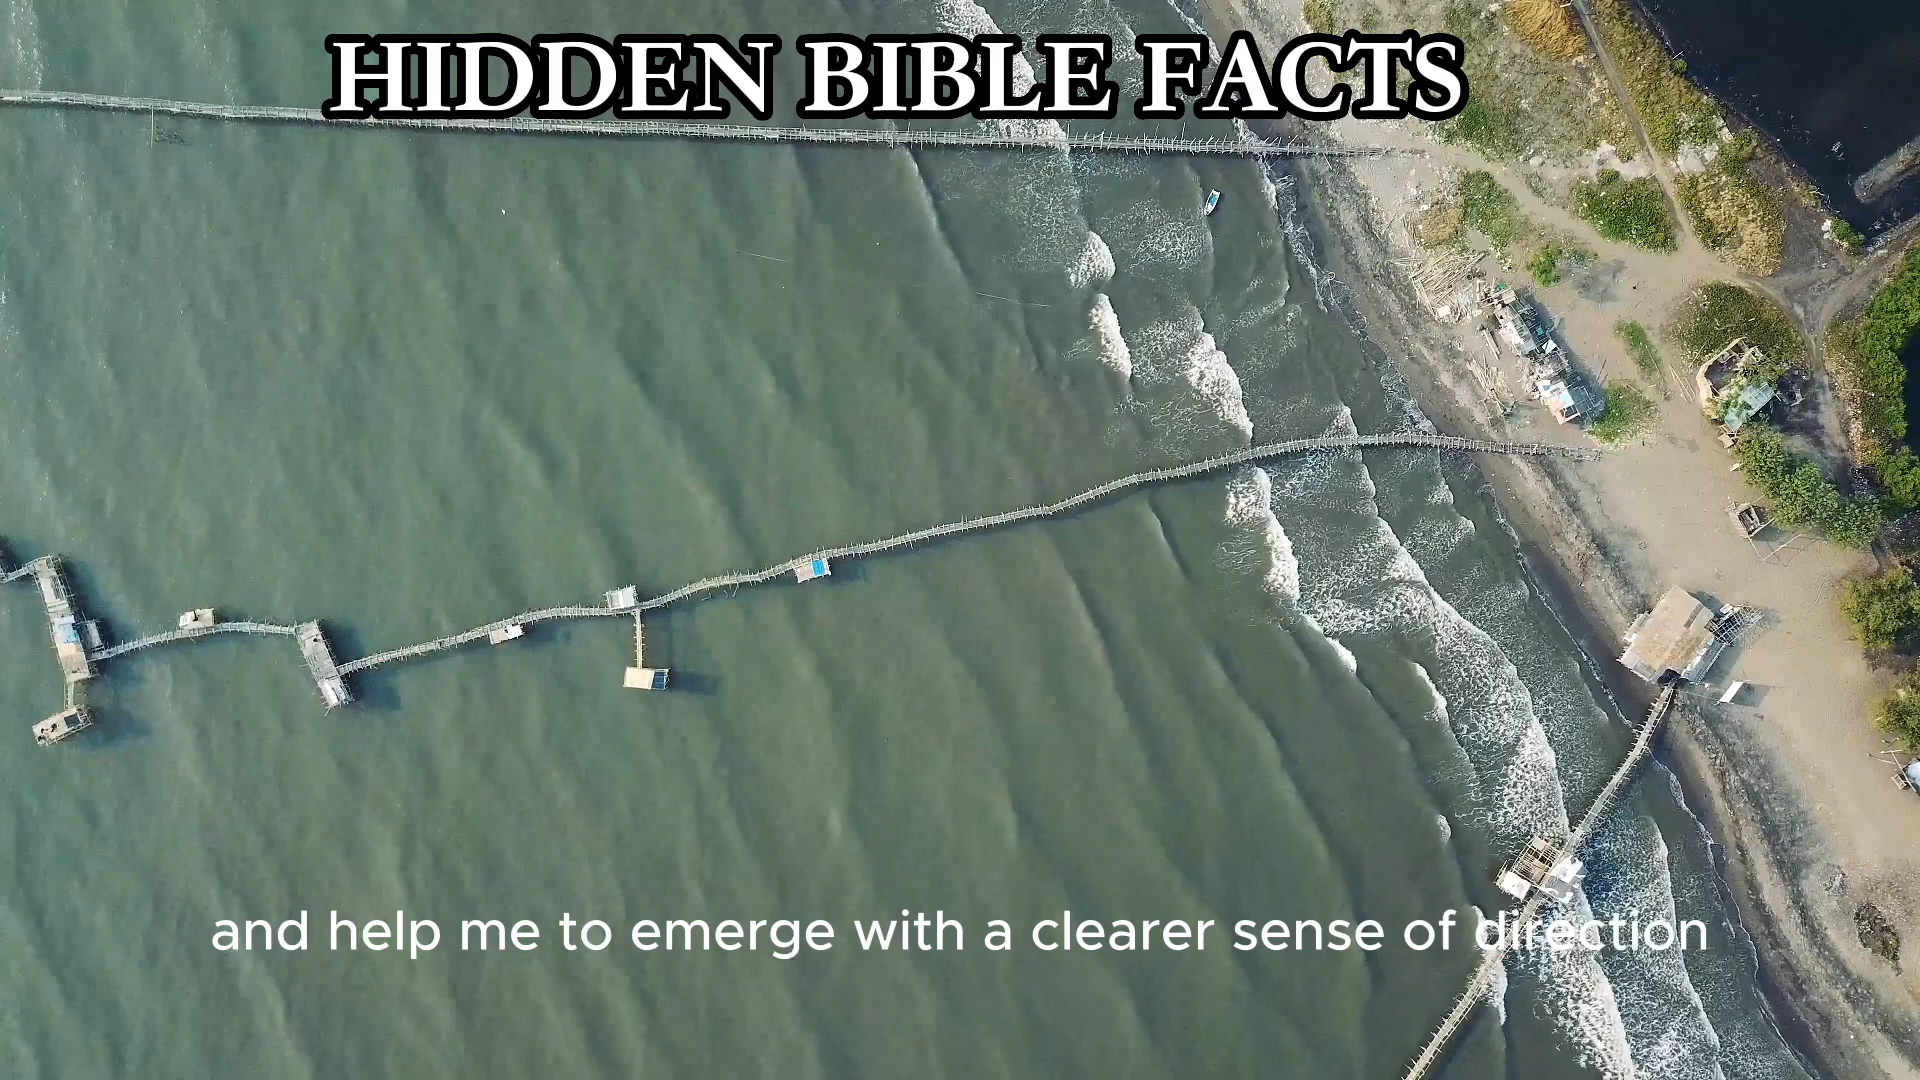 HIDDEN BIBLE FACTS
and help me to emerge with a clearer sense of direction